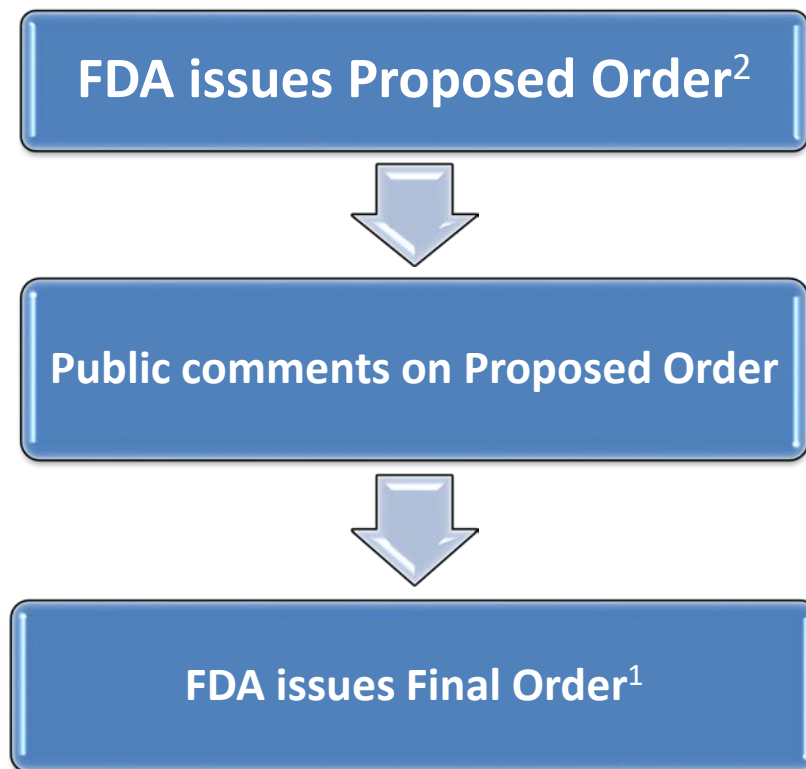 FDA issues Proposed Order²
Public comments on Proposed Order
FDA issues Final Order¹